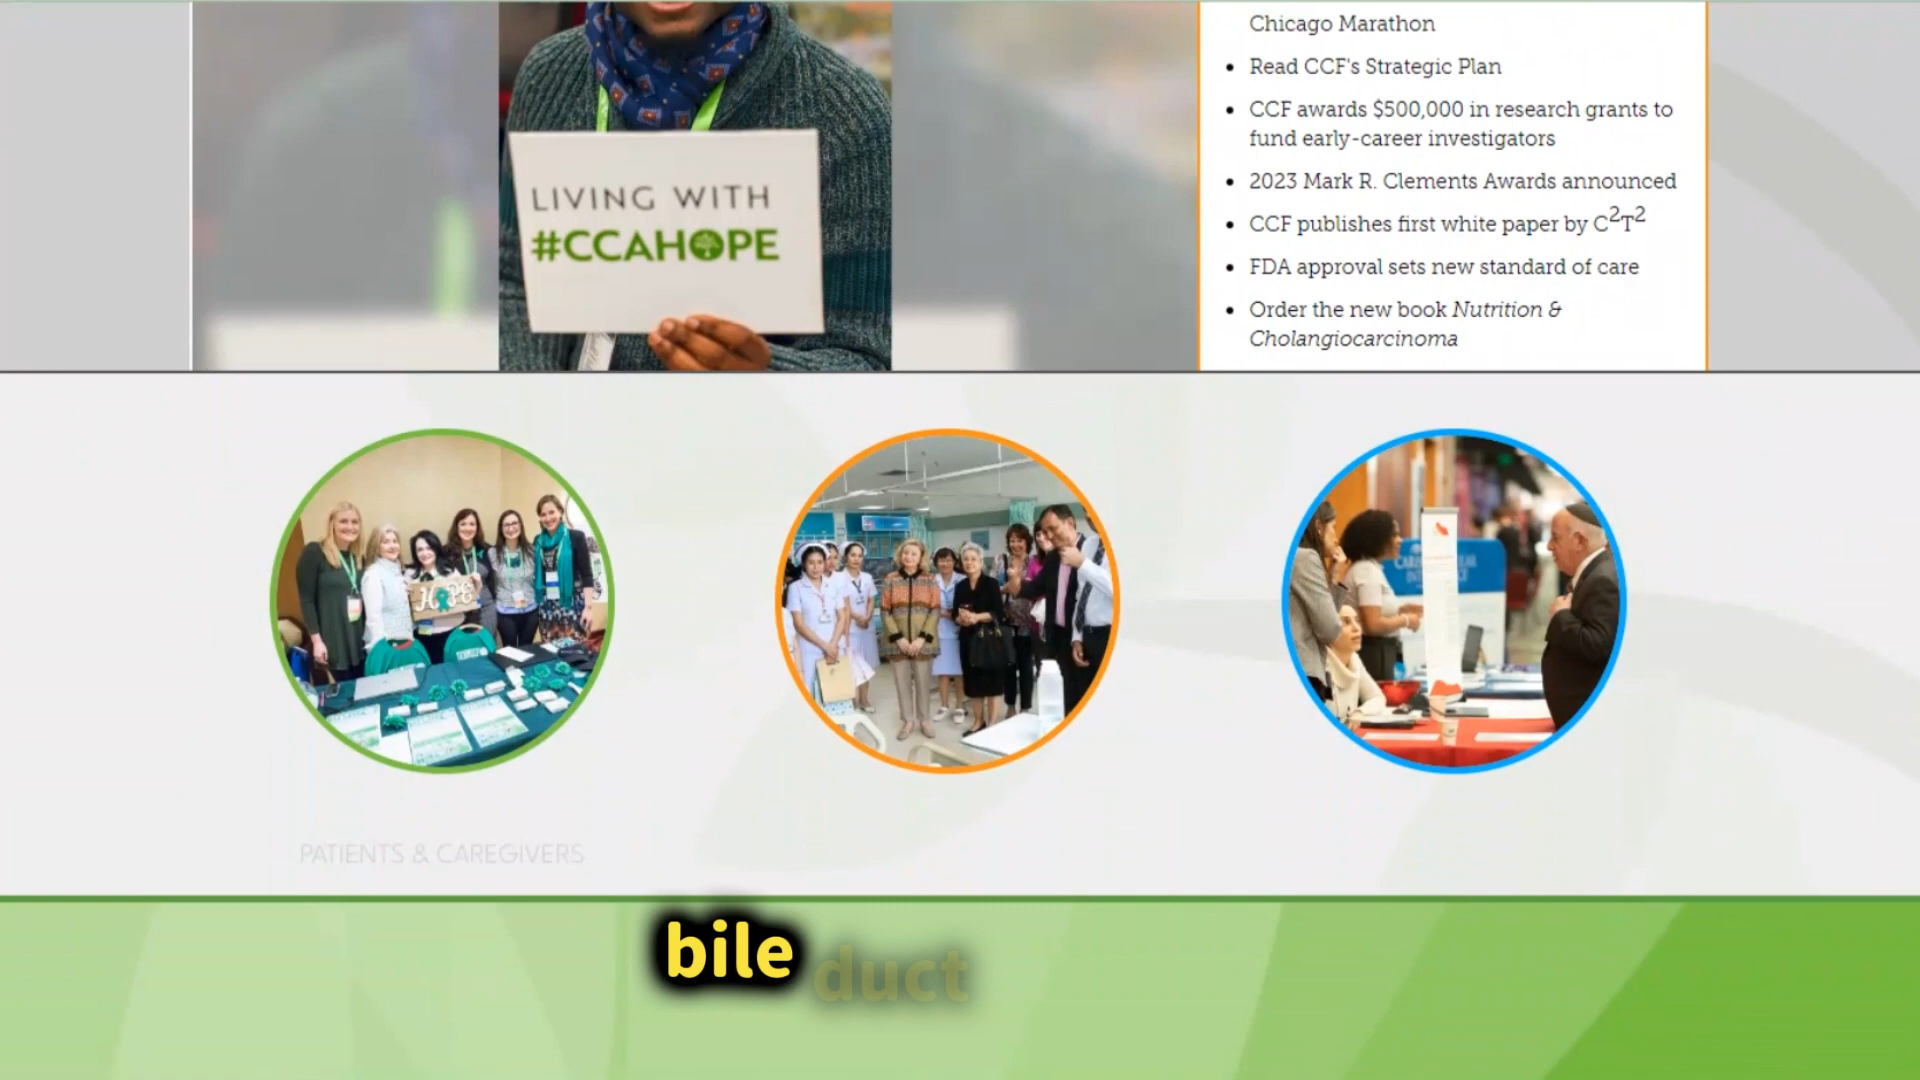 Chicago Marathon
Read CCF's Strategic Plan
CCF awards $500,000 in research grants to
fund early-career investigators
2023 Mark R. Clements Awards announced
CCF publishes first white paper by C²T²
FDA approval sets new standard of care
Order the new book Nutrition &
Cholangiocarcinoma
LIVING WITH
#CCAHOPE
HOPE
PATIENTS & CAREGIVERS
bile duct